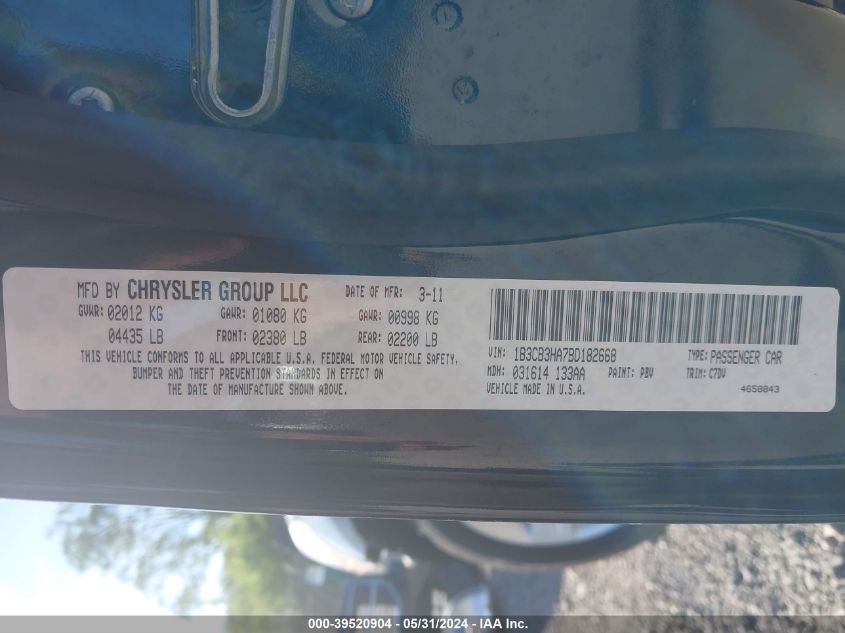 MFD BY CHRYSLER GROUP LLC DATE OF MFR: 3-11
GVWR: 02012 KG GAWR: 01080 KG GAWR: 00998 KG
04435 LB FRONT: 02380 LB REAR: 02200 LB
THIS VEHICLE CONFORMS TO ALL APPLICABLE U.S.A. FEDERAL MOTOR VEHICLE SAFETY,
BUMPER AND THEFT PREVENTION STANDARDS IN EFFECT ON
THE DATE OF MANUFACTURE SHOWN ABOVE.
VIN: 1B3CB3HA7BD182668 TYPE: PASSENGER CAR
MDH: 031614 133AA PAINT: PBV TRIM: C7DV
VEHICLE MADE IN U.S.A. 4658843
000-39520904 - 05/31/2024 - IAA Inc.